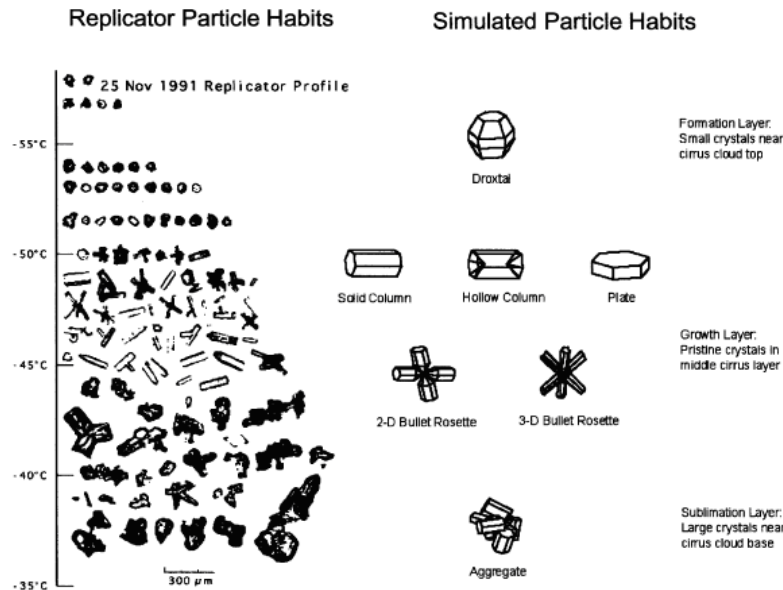 Replicator Particle Habits
Simulated Particle Habits
25 Nov 1991 Replicator Profile
-55°C
-50°C
-45°C
-40°C
-35°C
300 µm
Droxtal
Solid Column
Hollow Column
Plate
2-D Bullet Rosette
3-D Bullet Rosette
Aggregate
Formation Layer:
Small crystals near
cirrus cloud top
Growth Layer:
Pristine crystals in
middle cirrus layer
Sublimation Layer:
Large crystals near
cirrus cloud base